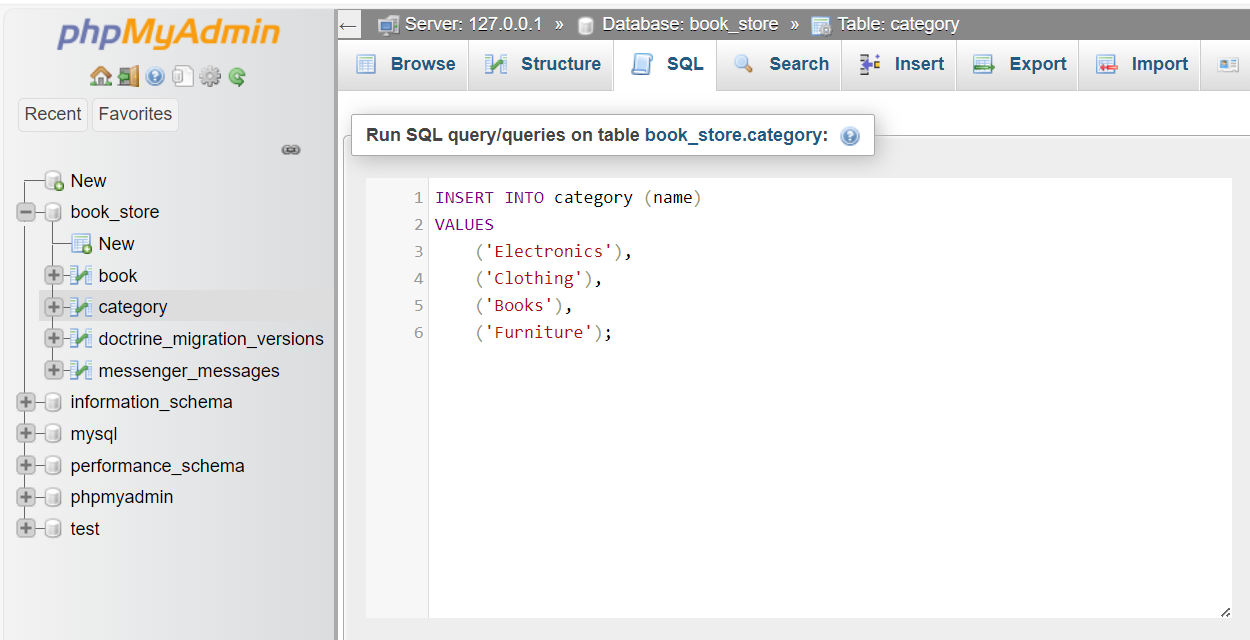 phpMyAdmin
Recent
Favorites
New
book_store
New
book
category
doctrine_migration_versions
messenger_messages
information_schema
mysql
performance_schema
phpmyadmin
test
Server: 127.0.0.1 » Database: book_store » Table: category
Browse Structure SQL Search Insert Export Import
Run SQL query/queries on table book_store.category:
1 INSERT INTO category (name)
2 VALUES
3 ('Electronics'),
4 ('Clothing'),
5 ('Books'),
6 ('Furniture');